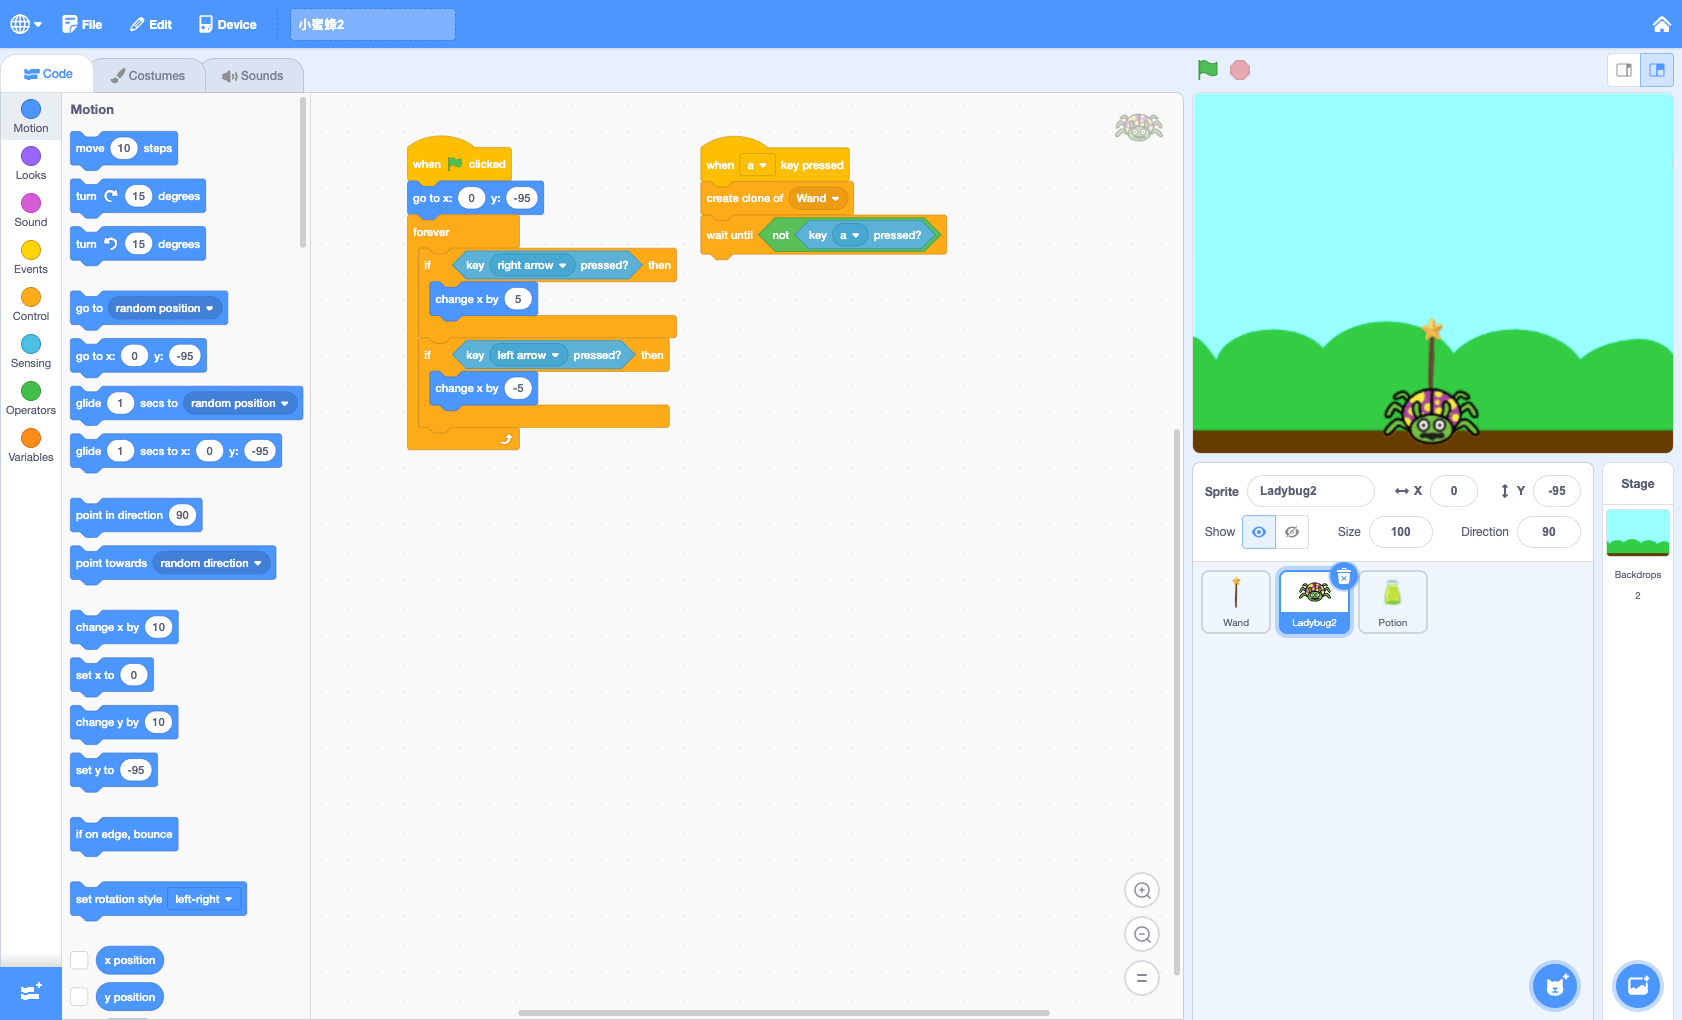 File
Edit
Device
小蜜蜂2
Code
Costumes
Sounds
Motion
Looks
Sound
Events
Control
Sensing
Operators
Variables
Motion
move 10 steps
turn 15 degrees
turn 15 degrees
go to random position
go to x: 0 y: -95
glide 1 secs to random position
glide 1 secs to x: 0 y: -95
point in direction 90
point towards random direction
change x by 10
set x to 0
change y by 10
set y to -95
if on edge, bounce
set rotation style left-right
x position
y position
when clicked
go to x: 0 y: -95
forever
if key right arrow pressed? then
change x by 5
if key left arrow pressed? then
change x by -5
when a key pressed
create clone of Wand
wait until not key a pressed?
Sprite Ladybug2 X 0 Y -95
Show Size 100 Direction 90
Wand
Ladybug2
Potion
Stage
Backdrops
2